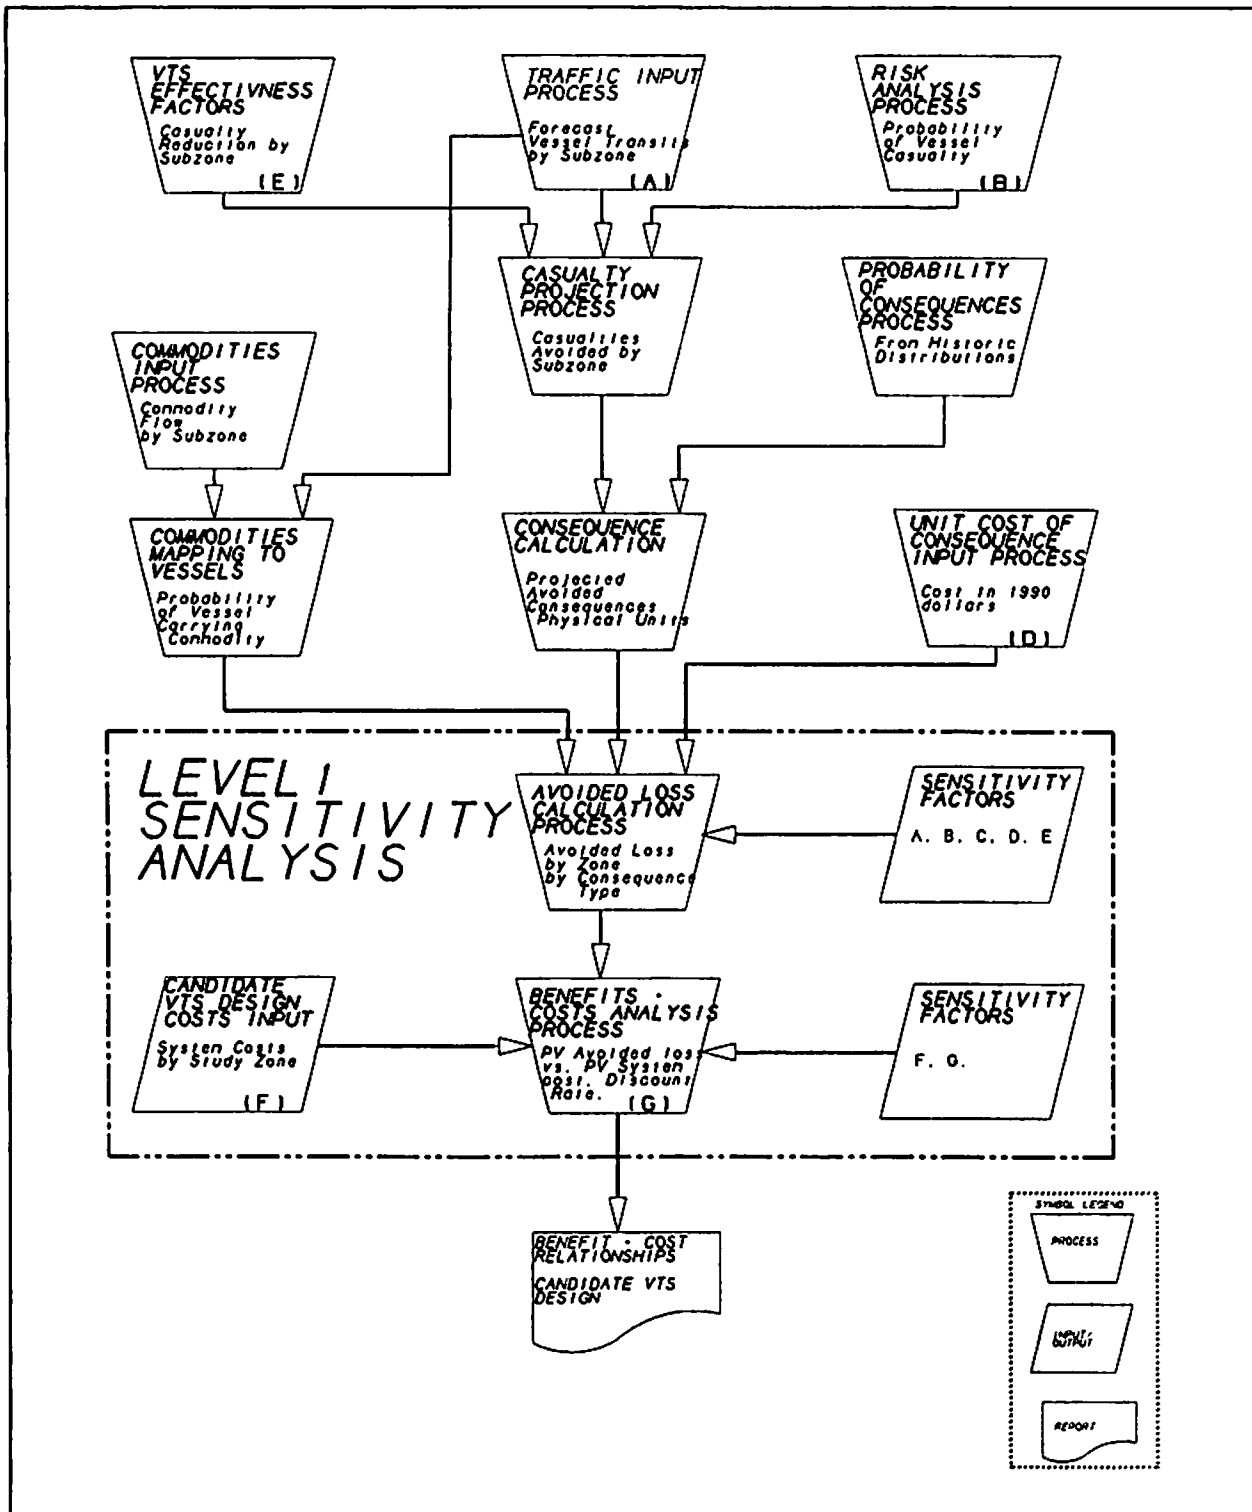 VTS
EFFECTIVNESS
FACTORS
Casualty
Reduction by
Subzone
(E)
TRAFFIC INPUT
PROCESS
Forecast
Vessel Transits
by Subzone
(A)
RISK
ANALYSIS
PROCESS
Probability
of Vessel
Casualty
(B)
CASUALTY
PROJECTION
PROCESS
Casualties
Avoided by
Subzone
PROBABILITY
OF
CONSEQUENCES
PROCESS
Fron Historic
Distributions
COMMODITIES
INPUT
PROCESS
Connodity
Flow
by Subzone
COMMODITIES
MAPPING TO
VESSELS
Probability
of Vessel
Carrying
Commodity
CONSEQUENCE
CALCULATION
Projected
Avoided
Consequences
Physical Units
UNIT COST OF
CONSEQUENCE
INPUT PROCESS
Cost in 1990
dollars
(D)
LEVEL I
SENSITIVITY
ANALYSIS
AVOIDED LOSS
CALCULATION
PROCESS
Avoided Loss
by Zone
by Consequence
Type
SENSITIVITY
FACTORS
A. B. C. D. E
CANDIDATE
VTS DESIGN
COSTS INPUT
System Costs
by Study Zone
(F)
BENEFITS -
COSTS ANALYSIS
PROCESS
PV Avoided loss
vs. PV System
cost. Discount
Rate.
(G)
SENSITIVITY
FACTORS
F. G.
BENEFIT - COST
RELATIONSHIPS
CANDIDATE VTS
DESIGN
SYMBOL LEGEND
PROCESS
INPUT-
OUTPUT
REPORT